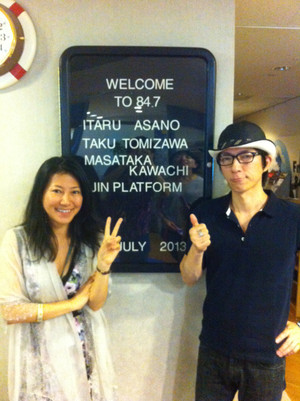 WELCOME
TO 84.7
ITARU ASANO
TAKU TOMIZAWA
MASATAKA
KAWACHI
JIN PLATFORM
JULY 2013